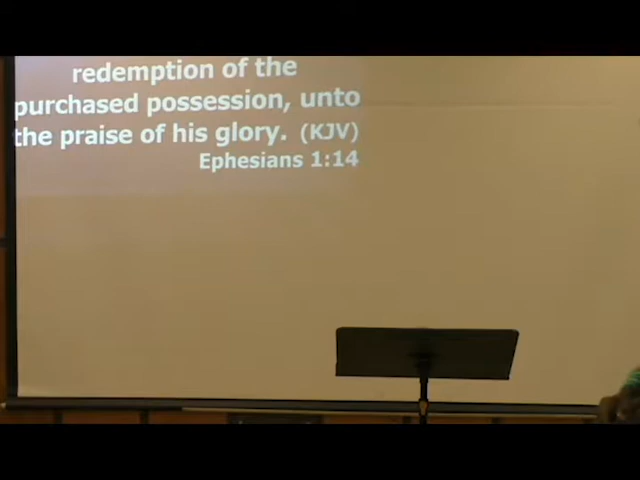 redemption of the
purchased possession, unto
the praise of his glory. (KJV)
Ephesians 1:14